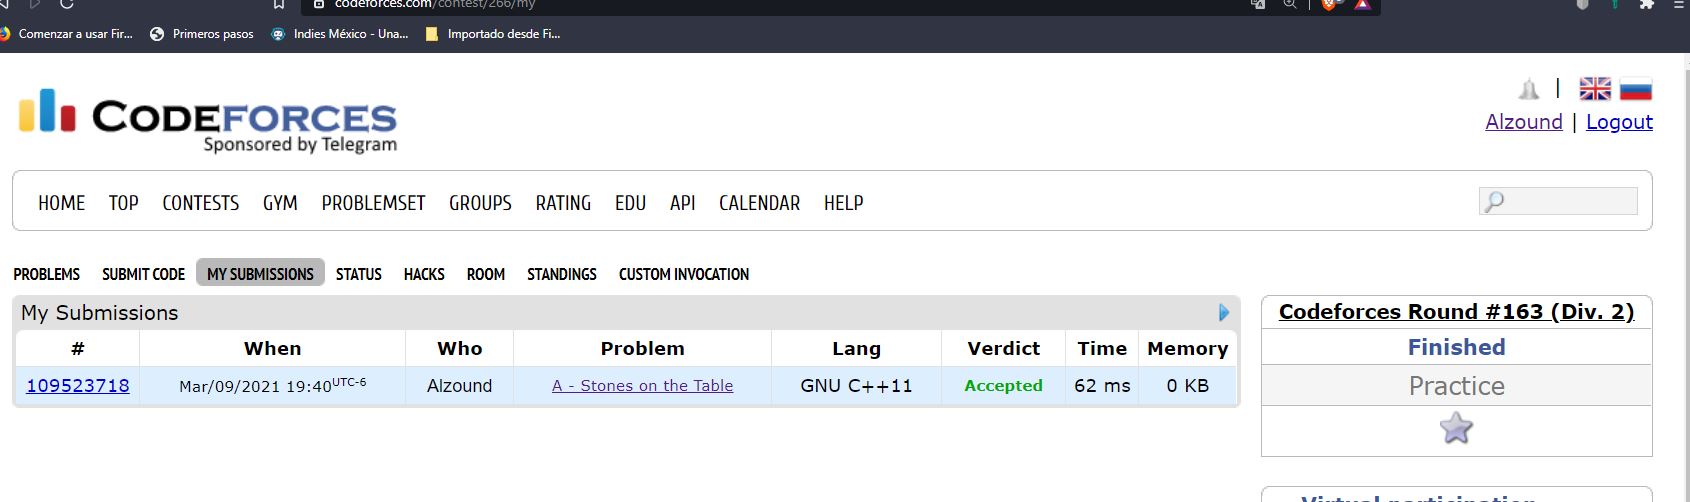 codeforces.com/contest/266/my
Comenzar a usar Fir...
Primeros pasos
Indies México - Una...
Importado desde Fi...
CODEFORCES
Sponsored by Telegram
|
Alzound | Logout
HOME TOP CONTESTS GYM PROBLEMSET GROUPS RATING EDU API CALENDAR HELP
PROBLEMS SUBMIT CODE MY SUBMISSIONS STATUS HACKS ROOM STANDINGS CUSTOM INVOCATION
My Submissions
# When Who Problem Lang Verdict Time Memory
109523718 Mar/09/2021 19:40UTC-6 Alzound A - Stones on the Table GNU C++11 Accepted 62 ms 0 KB
Codeforces Round #163 (Div. 2)
Finished
Practice
Virtual participation